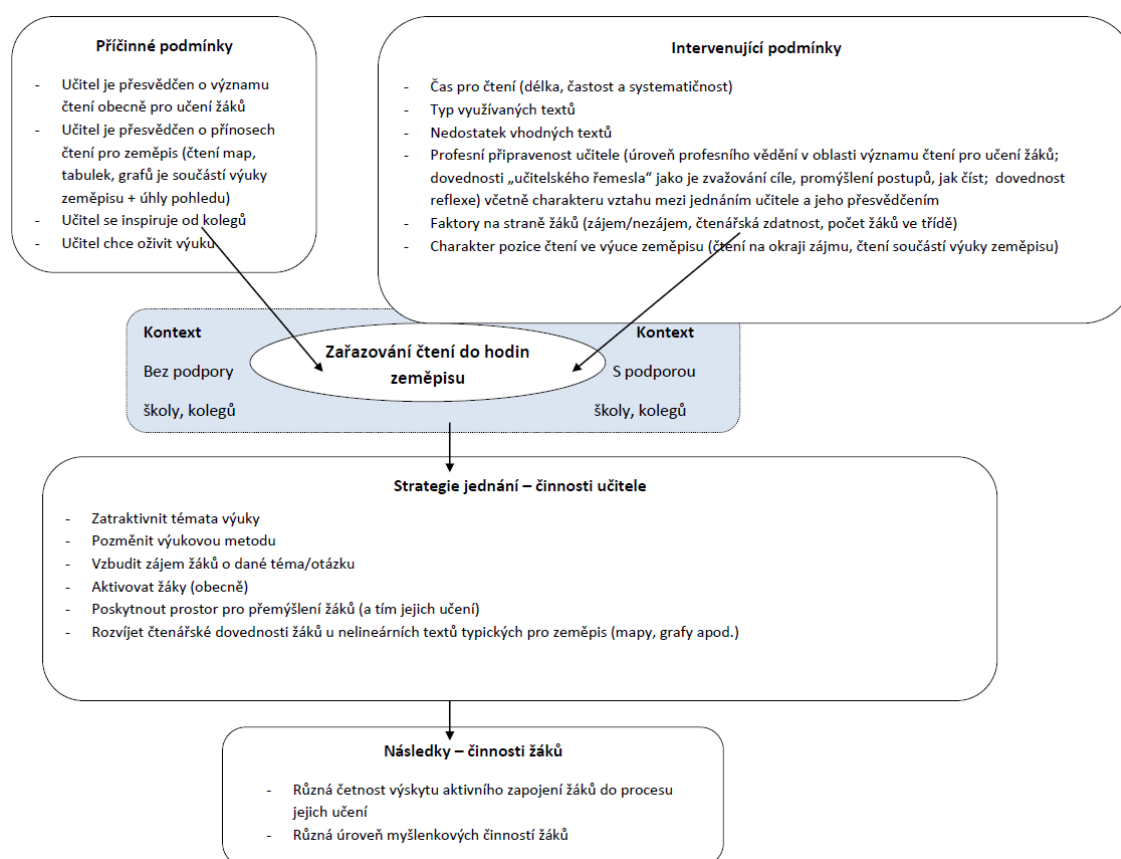 Příčinné podmínky
- Učitel je přesvědčen o významu
čtení obecně pro učení žáků
- Učitel je přesvědčen o přínosech
čtení pro zeměpis (čtení map,
tabulek, grafů je součástí výuky
zeměpisu + úhly pohledu)
- Učitel se inspiruje od kolegů
- Učitel chce oživit výuku
Intervenující podmínky
- Čas pro čtení (délka, častost a systematičnost)
- Typ využívaných textů
- Nedostatek vhodných textů
- Profesní připravenost učitele (úroveň profesního vědění v oblasti významu čtení pro učení žáků;
dovednosti „učitelského řemesla“ jako je zvažování cíle, promýšlení postupů, jak číst; dovednost
reflexe) včetně charakteru vztahu mezi jednáním učitele a jeho přesvědčením
- Faktory na straně žáků (zájem/nezájem, čtenářská zdatnost, počet žáků ve třídě)
- Charakter pozice čtení ve výuce zeměpisu (čtení na okraji zájmu, čtení součástí výuky zeměpisu)
Kontext
Bez podpory
školy, kolegů
Zařazování čtení do hodin
zeměpisu
Kontext
S podporou
školy, kolegů
Strategie jednání – činnosti učitele
- Zatraktivnit témata výuky
- Pozměnit výukovou metodu
- Vzbudit zájem žáků o dané téma/otázku
- Aktivovat žáky (obecně)
- Poskytnout prostor pro přemýšlení žáků (a tím jejich učení)
- Rozvíjet čtenářské dovednosti žáků u nelineárních textů typických pro zeměpis (mapy, grafy apod.)
Následky – činnosti žáků
- Různá četnost výskytu aktivního zapojení žáků do procesu
jejich učení
- Různá úroveň myšlenkových činností žáků